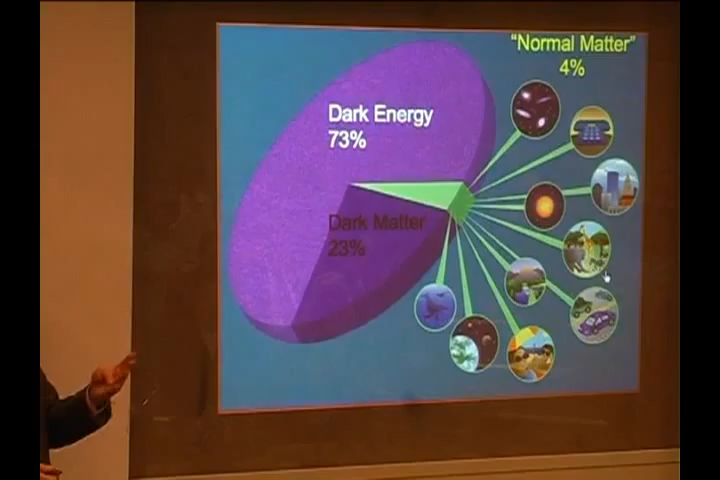 "Normal Matter"
4%
Dark Energy
73%
Dark Matter
23%